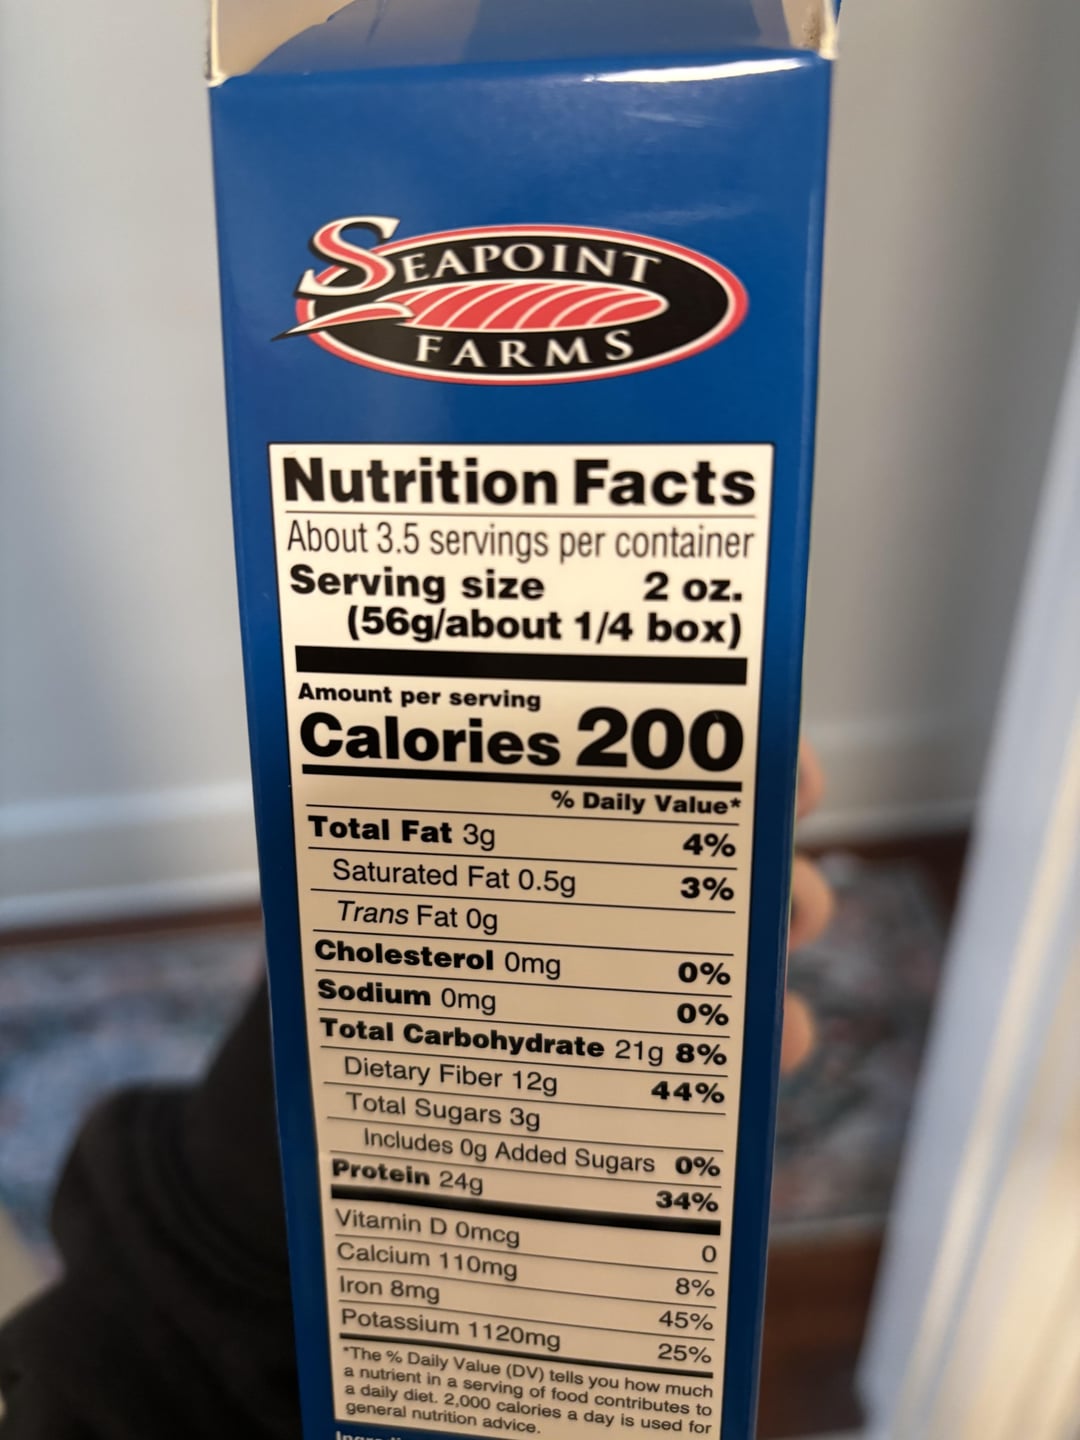 SEAPOINT
FARMS
Nutrition Facts
About 3.5 servings per container
Serving size 2 oz.
(56g/about 1/4 box)
Amount per serving
Calories 200
% Daily Value*
Total Fat 3g 4%
Saturated Fat 0.5g 3%
Trans Fat 0g
Cholesterol 0mg 0%
Sodium 0mg 0%
Total Carbohydrate 21g 8%
Dietary Fiber 12g 44%
Total Sugars 3g
Includes 0g Added Sugars 0%
Protein 24g 34%
Vitamin D 0mcg 0
Calcium 110mg 8%
Iron 8mg 45%
Potassium 1120mg 25%
*The % Daily Value (DV) tells you how much
a nutrient in a serving of food contributes to
a daily diet. 2,000 calories a day is used for
general nutrition advice.